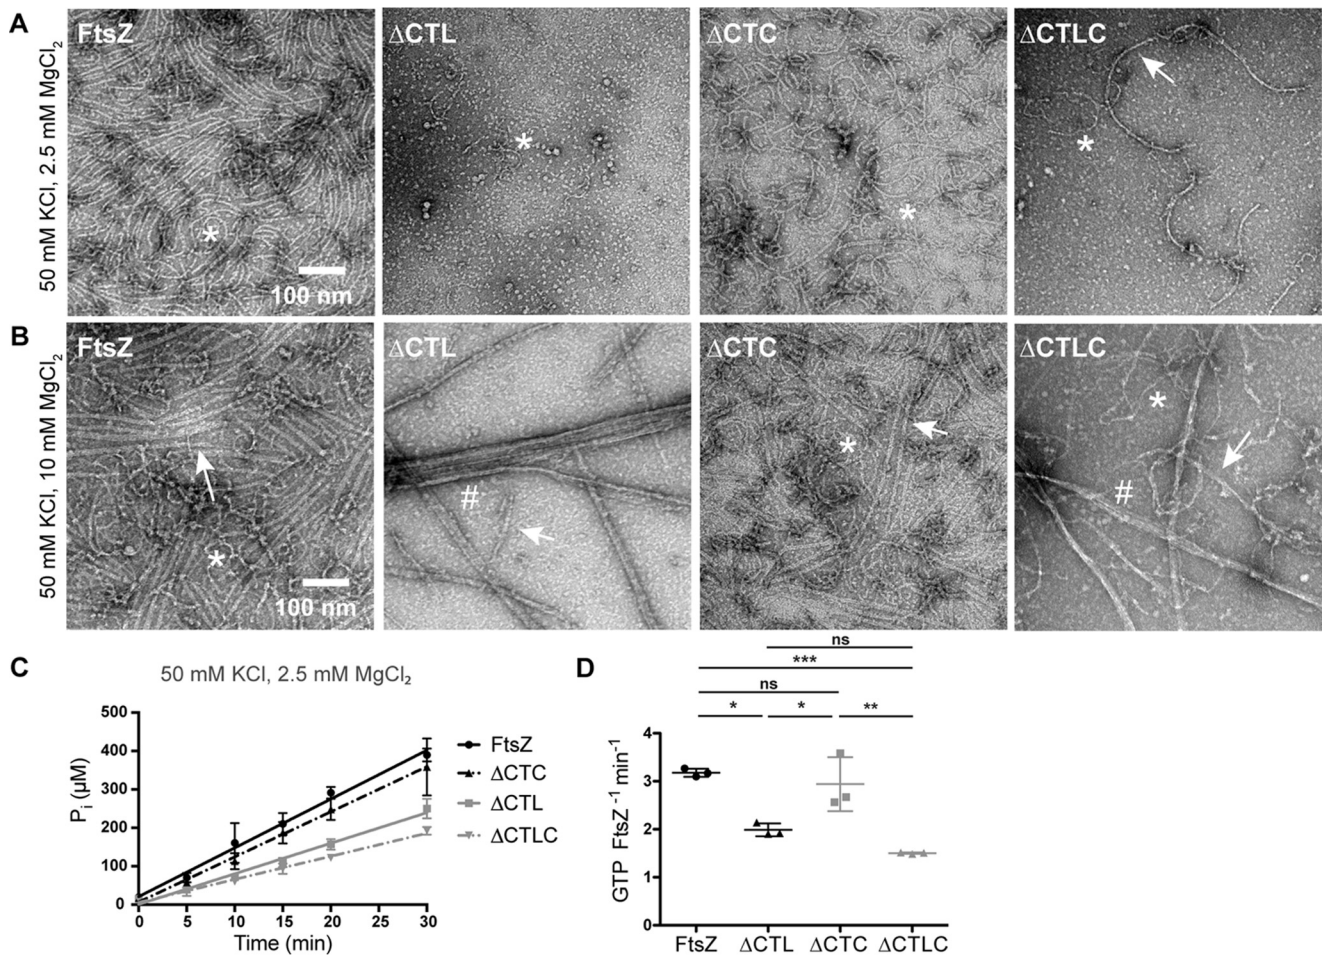 A
50 mM KCl, 2.5 mM MgCl₂
FtsZ
*
100 nm
ΔCTL
*
ΔCTC
*
ΔCTLC
*
B
50 mM KCl, 10 mM MgCl₂
FtsZ
*
100 nm
ΔCTL
#
ΔCTC
*
ΔCTLC
*
#
C
50 mM KCl, 2.5 mM MgCl₂
500
400
300
200
100
0
Pᵢ (µM)
0 5 10 15 20 25 30
Time (min)
FtsZ
ΔCTC
ΔCTL
ΔCTLC
D
ns
***
ns
* * **
4
3
2
1
0
GTP FtsZ⁻¹ min⁻¹
FtsZ ΔCTL ΔCTC ΔCTLC